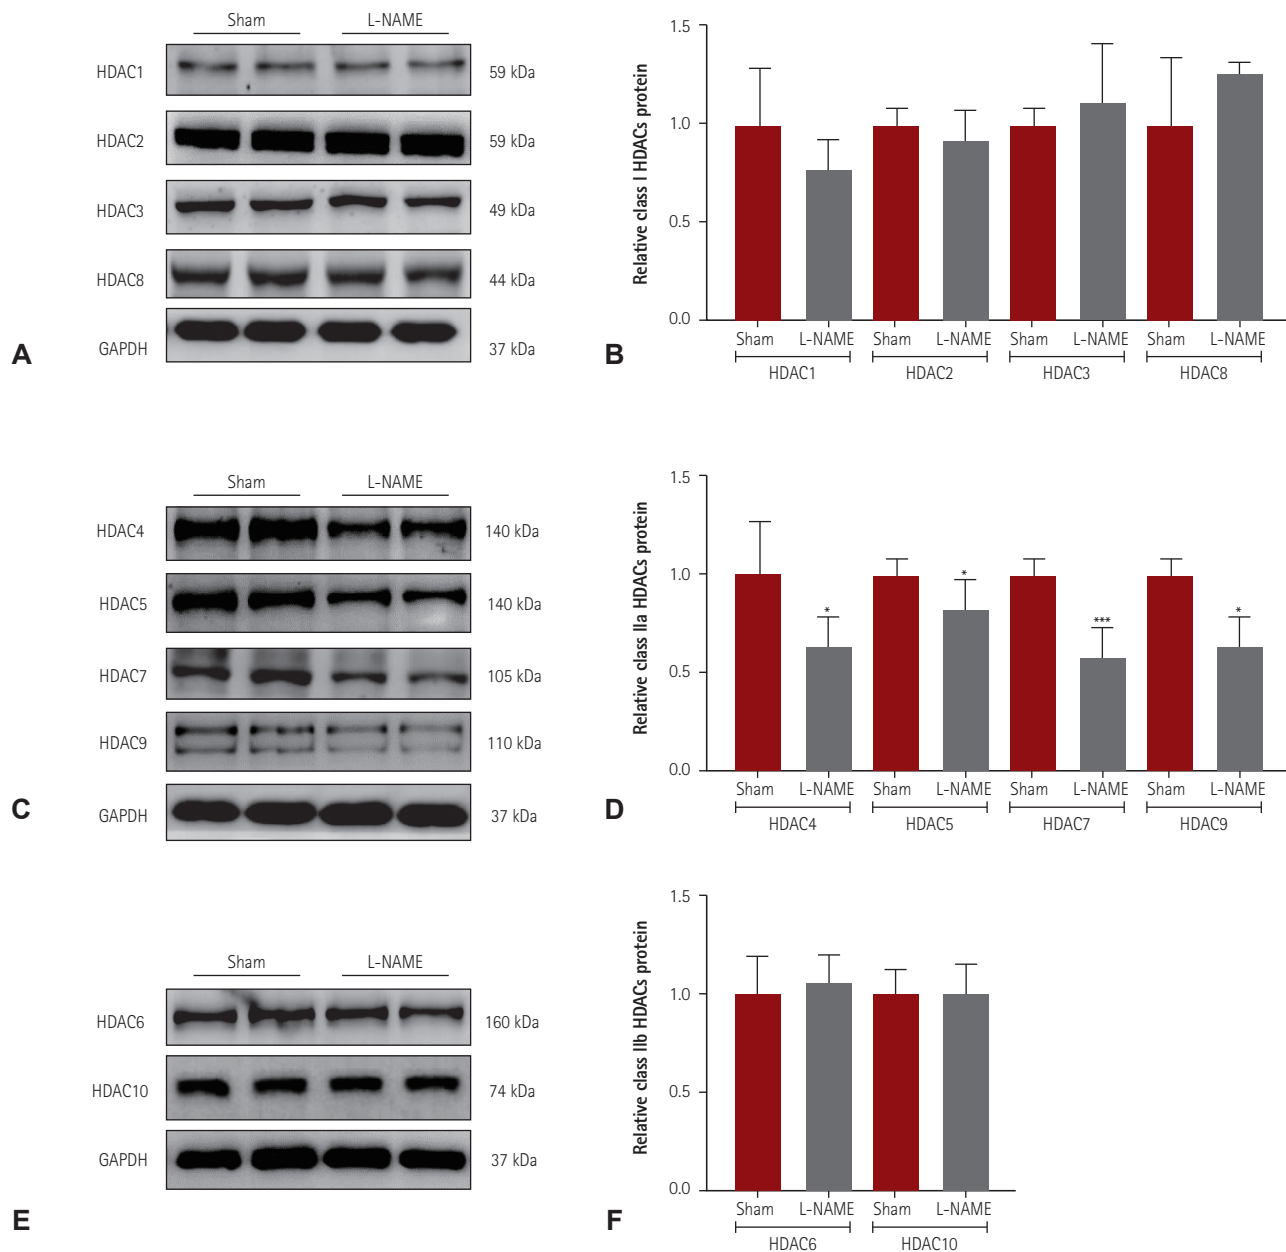 Sham L-NAME
HDAC1 59 kDa
HDAC2 59 kDa
HDAC3 49 kDa
HDAC8 44 kDa
GAPDH 37 kDa
A
Relative class I HDACs protein
1.5
1.0
0.5
0.0
Sham L-NAME Sham L-NAME Sham L-NAME Sham L-NAME
HDAC1 HDAC2 HDAC3 HDAC8
B
Sham L-NAME
HDAC4 140 kDa
HDAC5 140 kDa
HDAC7 105 kDa
HDAC9 110 kDa
GAPDH 37 kDa
C
Relative class IIa HDACs protein
1.5
1.0
0.5
0.0
* * *** *
Sham L-NAME Sham L-NAME Sham L-NAME Sham L-NAME
HDAC4 HDAC5 HDAC7 HDAC9
D
Sham L-NAME
HDAC6 160 kDa
HDAC10 74 kDa
GAPDH 37 kDa
E
Relative class IIb HDACs protein
1.5
1.0
0.5
0.0
Sham L-NAME Sham L-NAME
HDAC6 HDAC10
F